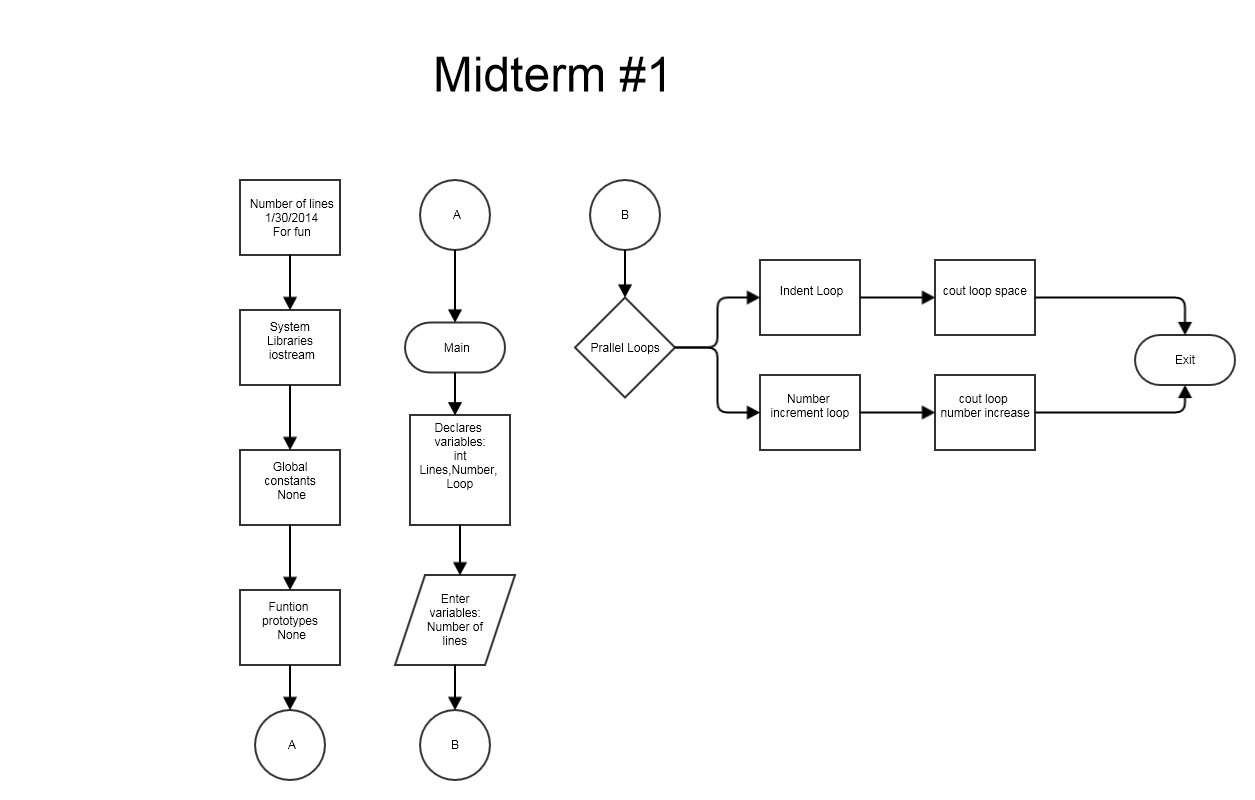 Midterm #1
Number of lines
1/30/2014
For fun
System
Libraries
iostream
Global
constants
None
Funtion
prototypes
None
A
A
Main
Declares
variables:
int
Lines,Number,
Loop
Enter
variables:
Number of
lines
B
B
Prallel Loops
Indent Loop
cout loop space
Number
increment loop
cout loop
number increase
Exit